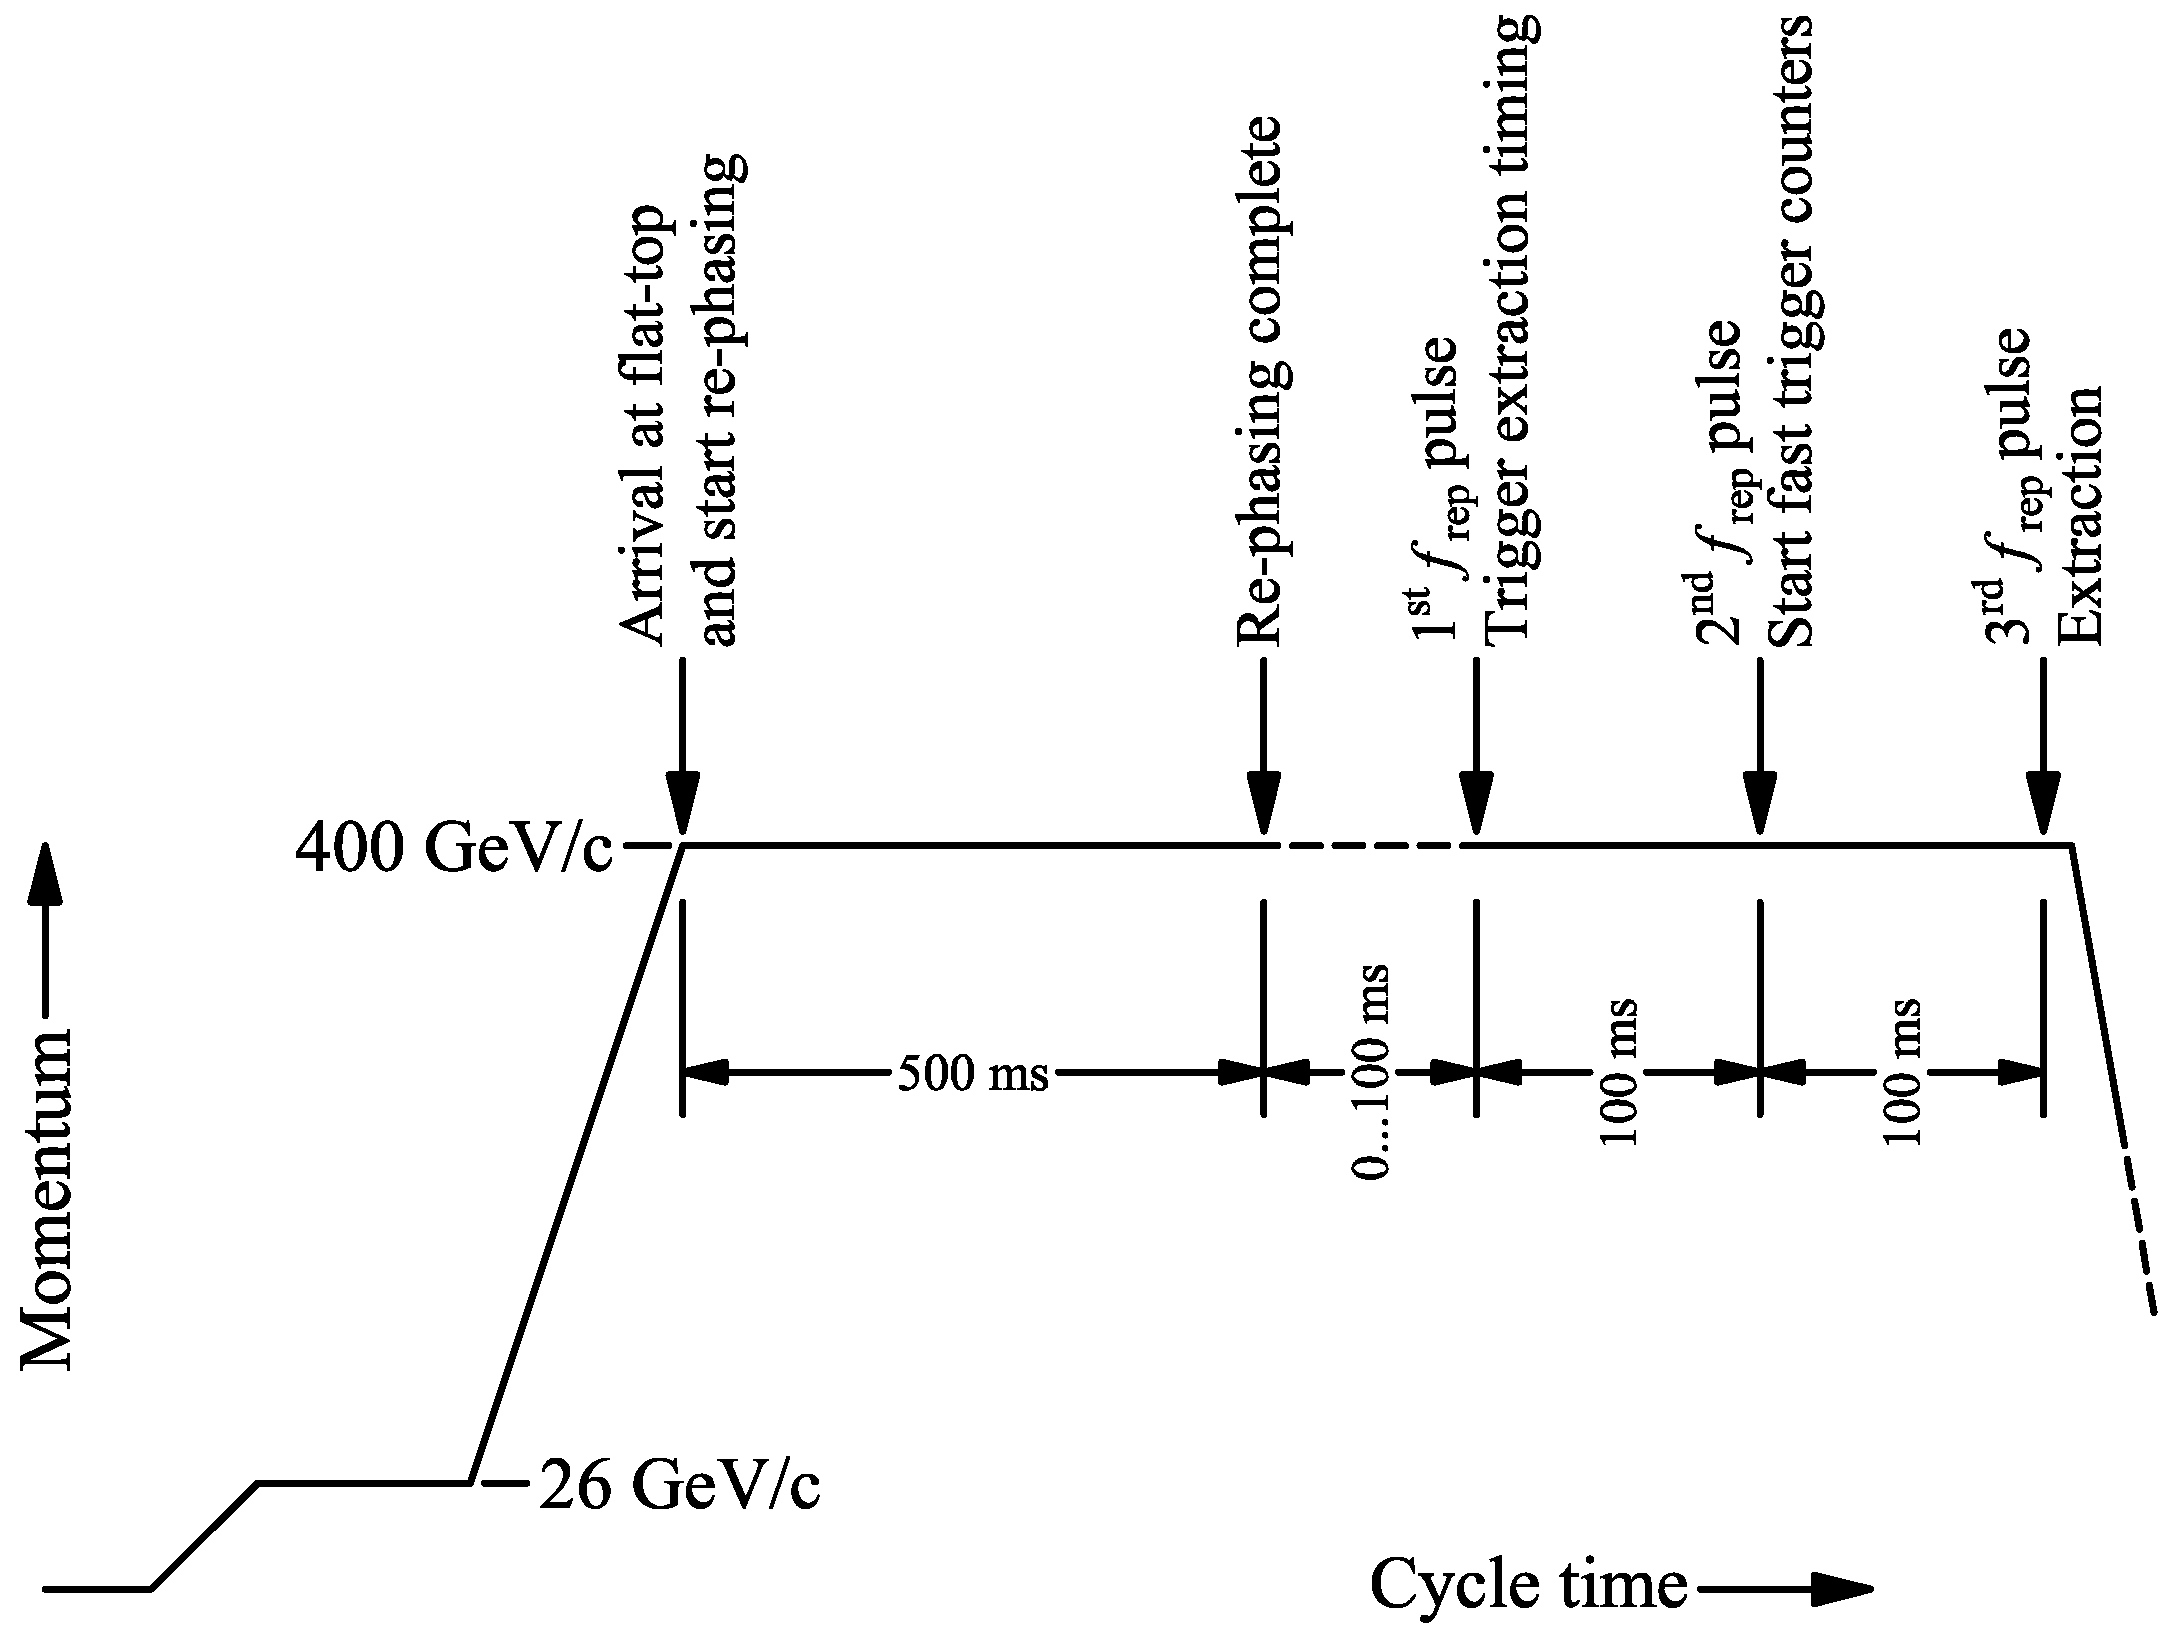 Arrival at flat-top
and start re-phasing
Re-phasing complete
1st frep pulse
Trigger extraction timing
2nd frep pulse
Start fast trigger counters
3rd frep pulse
Extraction
400 GeV/c
500 ms
0...100 ms
100 ms
100 ms
Momentum
26 GeV/c
Cycle time